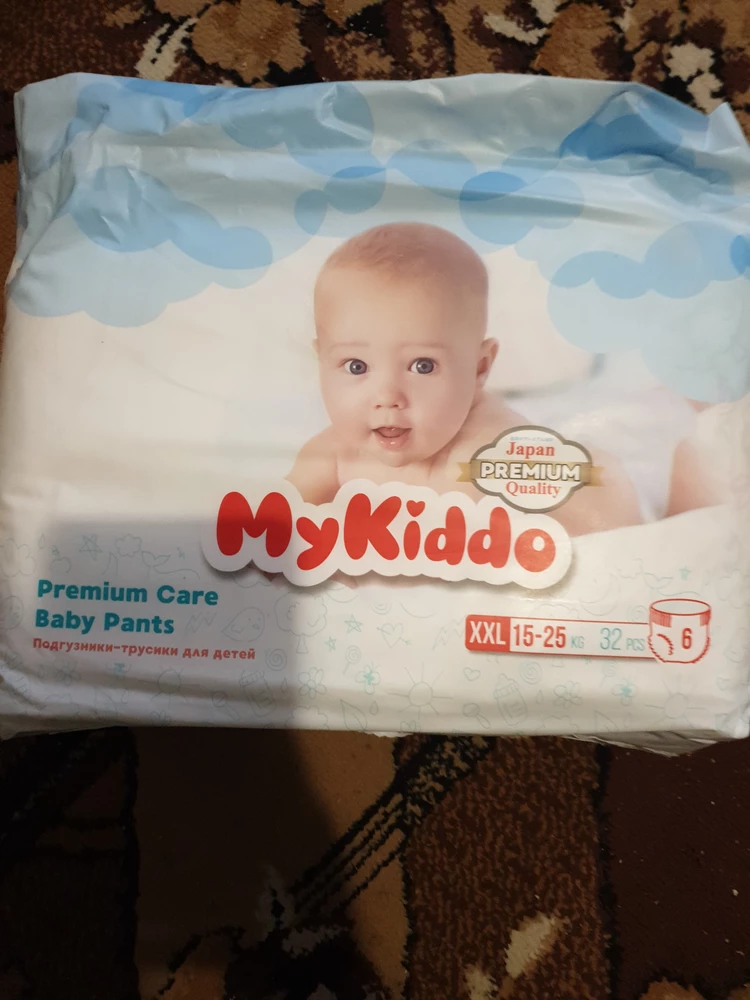 Japan
PREMIUM
Quality
MyKiddo
Premium Care
Baby Pants
Подгузники-трусики для детей
XXL 15-25 KG 32 PCS 6